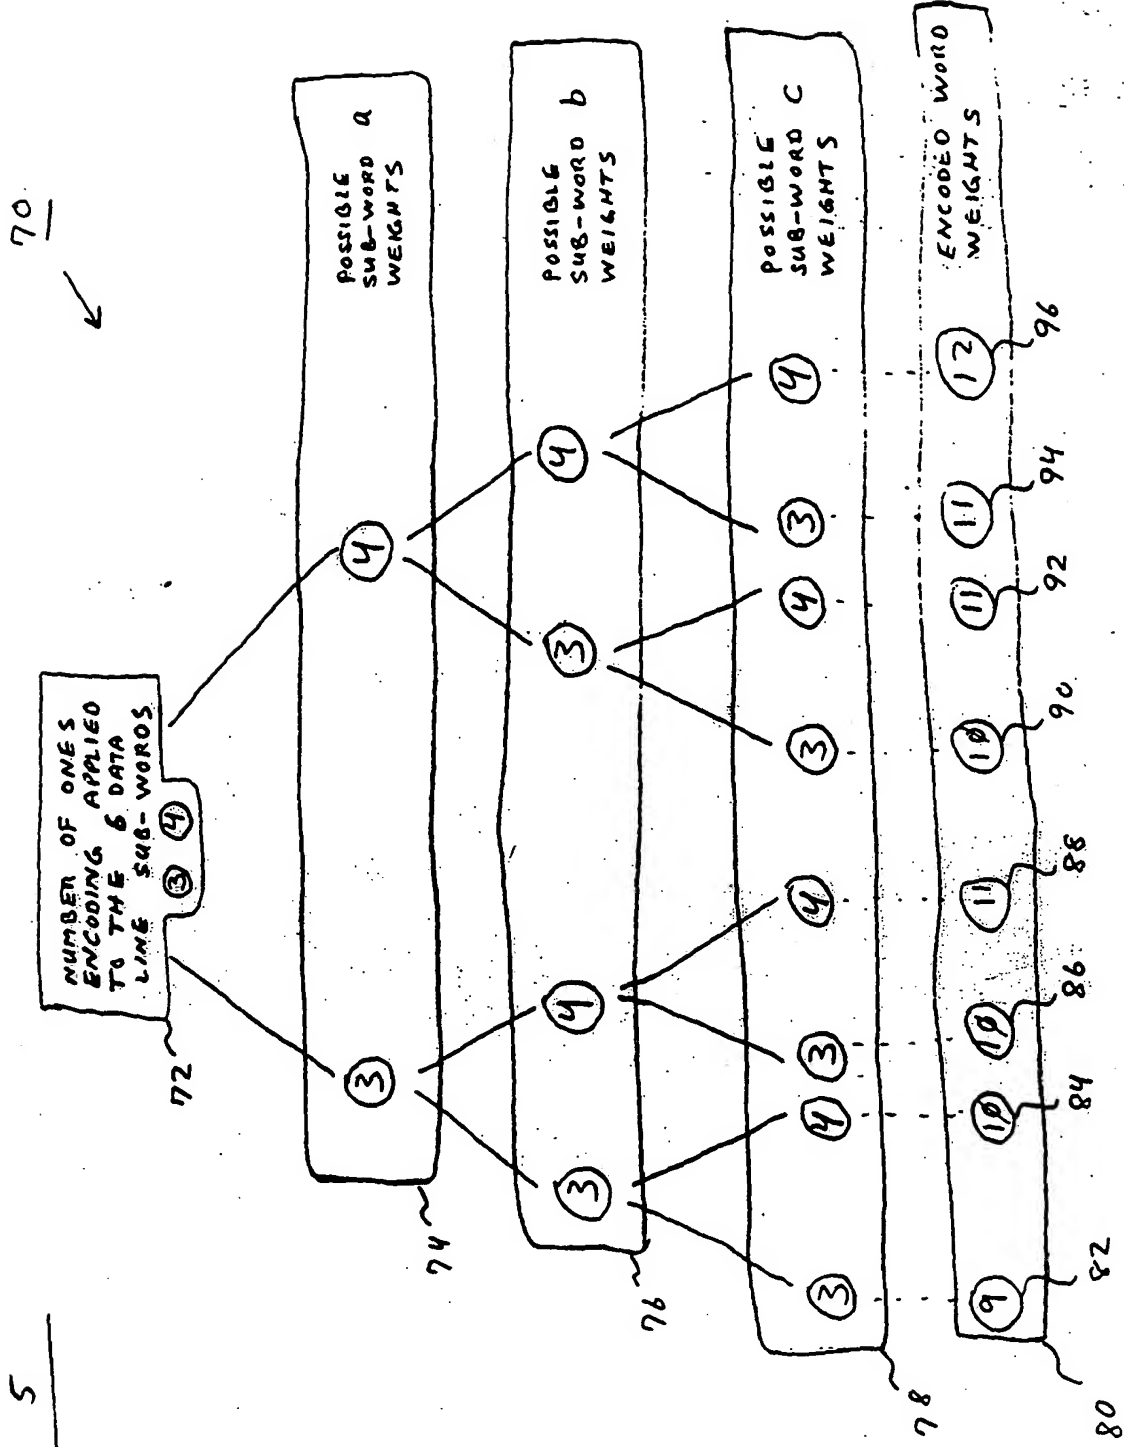 5
70
NUMBER OF ONES
ENCODING APPLIED
TO THE 6 DATA
LINE SUB-WORDS
3 4
72
3 4
POSSIBLE
SUB-WORD a
WEIGHTS
74
3 4 3 4
POSSIBLE
SUB-WORD b
WEIGHTS
76
3 4 3 4 3 4 3 4
POSSIBLE
SUB-WORD C
WEIGHTS
78
9 10 10 11 10 11 11 12
ENCODED WORD
WEIGHTS
80
82 84 86 88 90 92 94 96